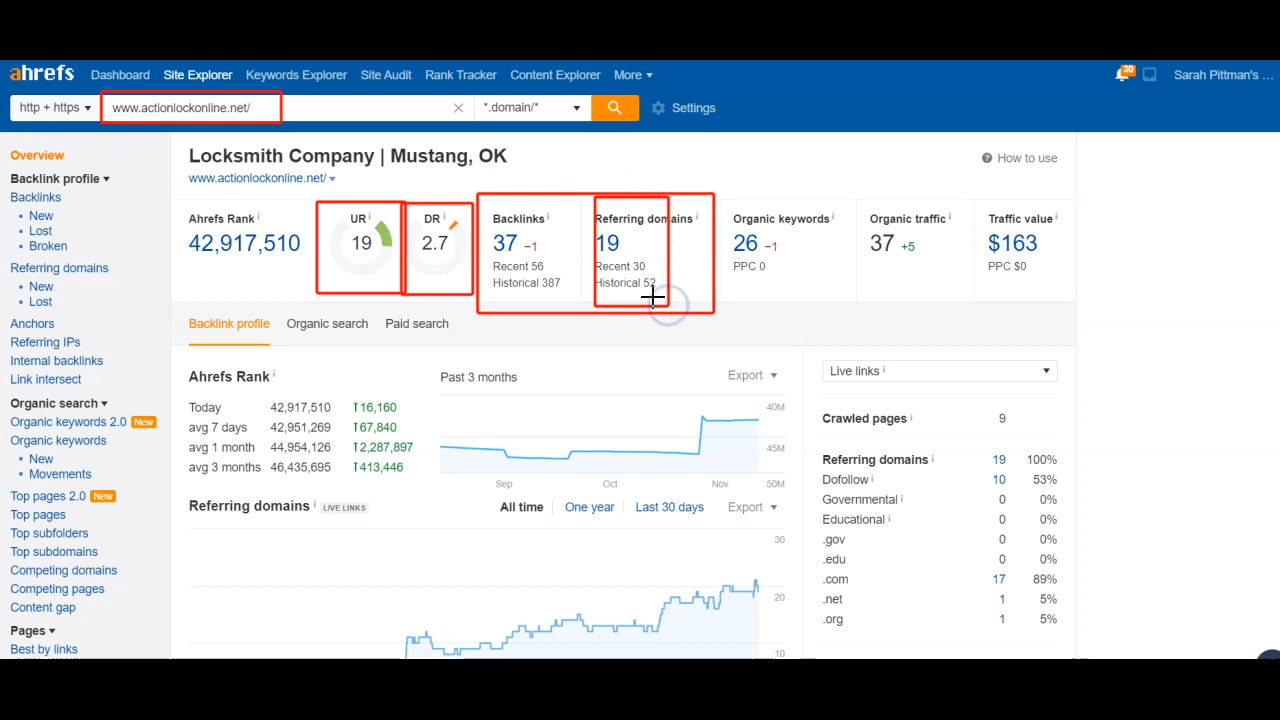 ahrefs Dashboard Site Explorer Keywords Explorer Site Audit Rank Tracker Content Explorer More 30 Sarah Pittman's ...
http + https www.actionlockonline.net/ *.domain/* Settings
Overview
Backlink profile
Backlinks
New
Lost
Broken
Referring domains
New
Lost
Anchors
Referring IPs
Internal backlinks
Link intersect
Organic search
Organic keywords 2.0 New
Organic keywords
New
Movements
Top pages 2.0 New
Top pages
Top subfolders
Top subdomains
Competing domains
Competing pages
Content gap
Pages
Best by links
Locksmith Company | Mustang, OK
How to use
www.actionlockonline.net/
Ahrefs Rank UR DR Backlinks Referring domains Organic keywords Organic traffic Traffic value
42,917,510 19 2.7 37 −1 19 26 −1 37 +5 $163
Recent 56 Recent 30 PPC 0 PPC $0
Historical 387 Historical 52
Backlink profile Organic search Paid search
Ahrefs Rank Past 3 months Export
Today 42,917,510 16,160
avg 7 days 42,951,269 67,840
avg 1 month 44,954,126 2,287,897
avg 3 months 46,435,695 413,446
40M
45M
50M
Sep Oct Nov
Referring domains LIVE LINKS All time One year Last 30 days Export
30
20
10
Live links
Crawled pages 9
Referring domains 19 100%
Dofollow 10 53%
Governmental 0 0%
Educational 0 0%
.gov 0 0%
.edu 0 0%
.com 17 89%
.net 1 5%
.org 1 5%